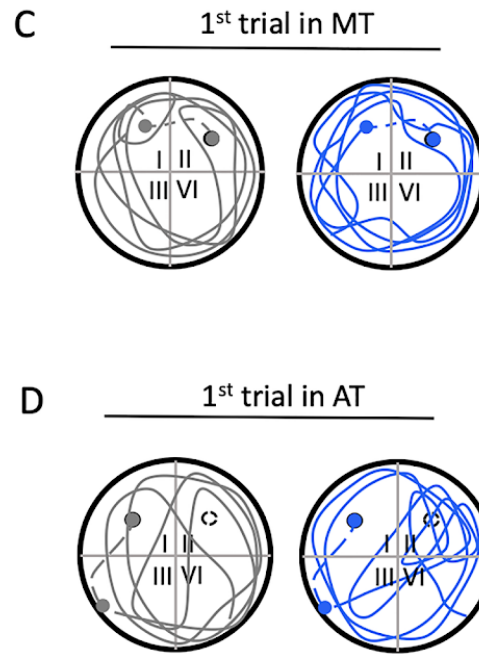 C
1st trial in MT
I II I II
III VI III VI
D
1st trial in AT
I II I II
III VI III VI